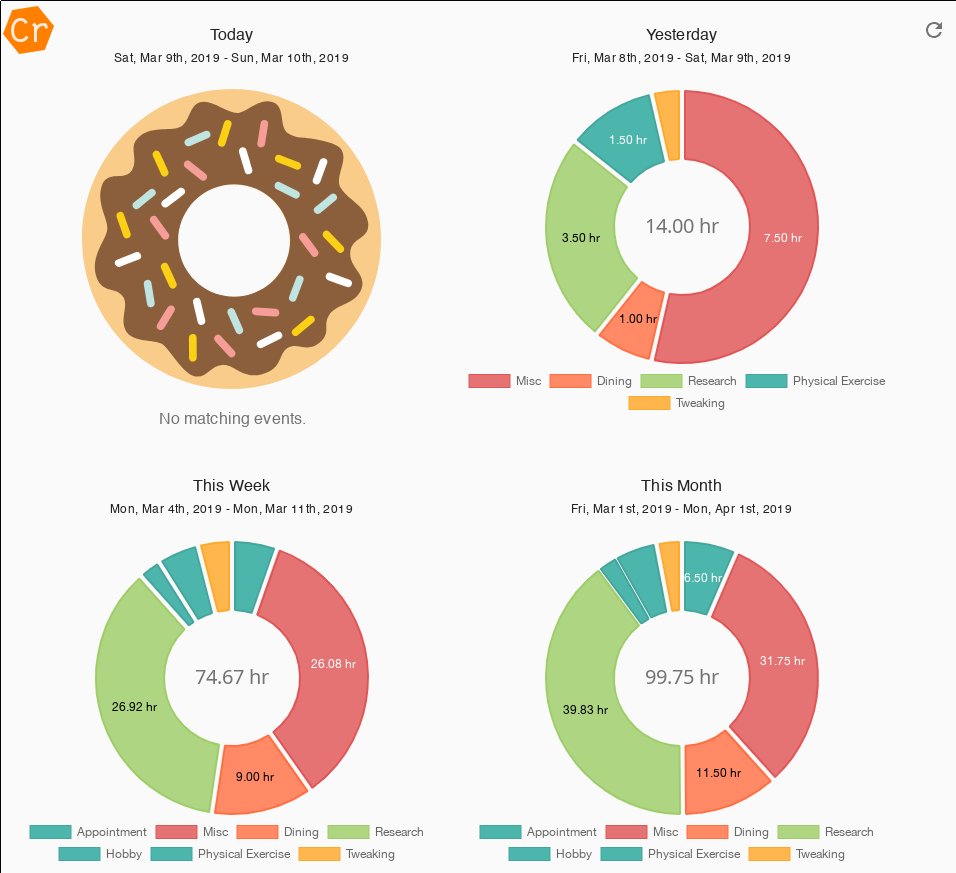 Cr
Today
Sat, Mar 9th, 2019 - Sun, Mar 10th, 2019
No matching events.
Yesterday
Fri, Mar 8th, 2019 - Sat, Mar 9th, 2019
1.50 hr
14.00 hr
7.50 hr
3.50 hr
1.00 hr
Misc Dining Research Physical Exercise
Tweaking
This Week
Mon, Mar 4th, 2019 - Mon, Mar 11th, 2019
26.08 hr
74.67 hr
26.92 hr
9.00 hr
Appointment Misc Dining Research
Hobby Physical Exercise Tweaking
This Month
Fri, Mar 1st, 2019 - Mon, Apr 1st, 2019
6.50 hr
31.75 hr
99.75 hr
39.83 hr
11.50 hr
Appointment Misc Dining Research
Hobby Physical Exercise Tweaking